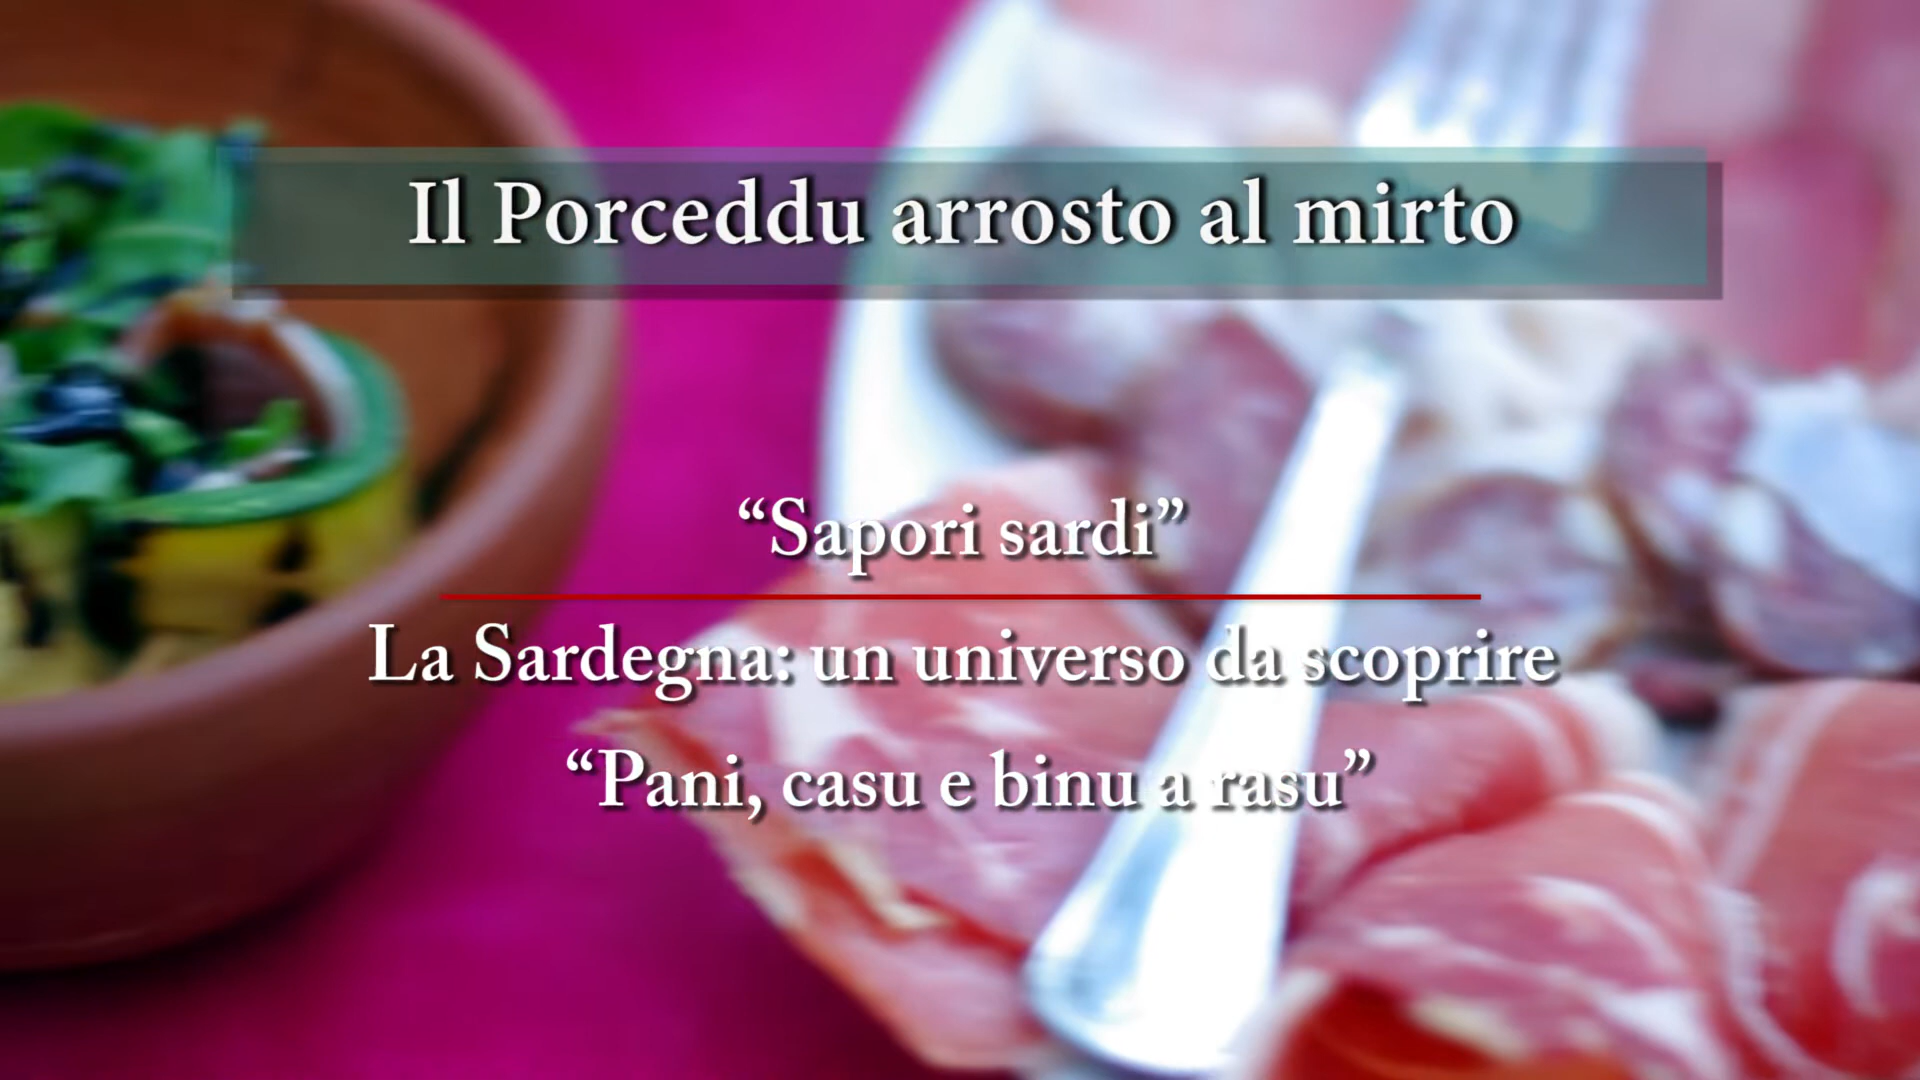 Il Porceddu arrosto al mirto
“Sapori sardi”
La Sardegna: un universo da scoprire
“Pani, casu e binu a rasu”